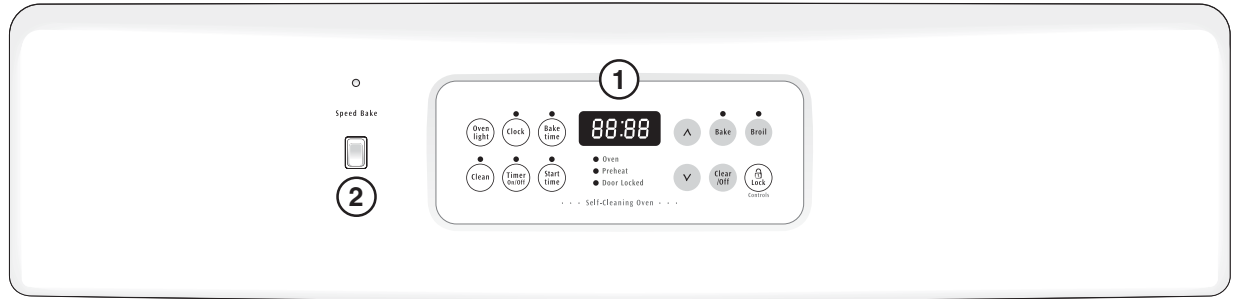 1
Speed Bake
2
Oven
light
Clock
Bake
time
88:88
Bake
Broil
Clean
Timer
On/Off
Start
time
Oven
Preheat
Door Locked
Clear
/Off
Lock
Controls
· · · Self-Cleaning Oven · · ·